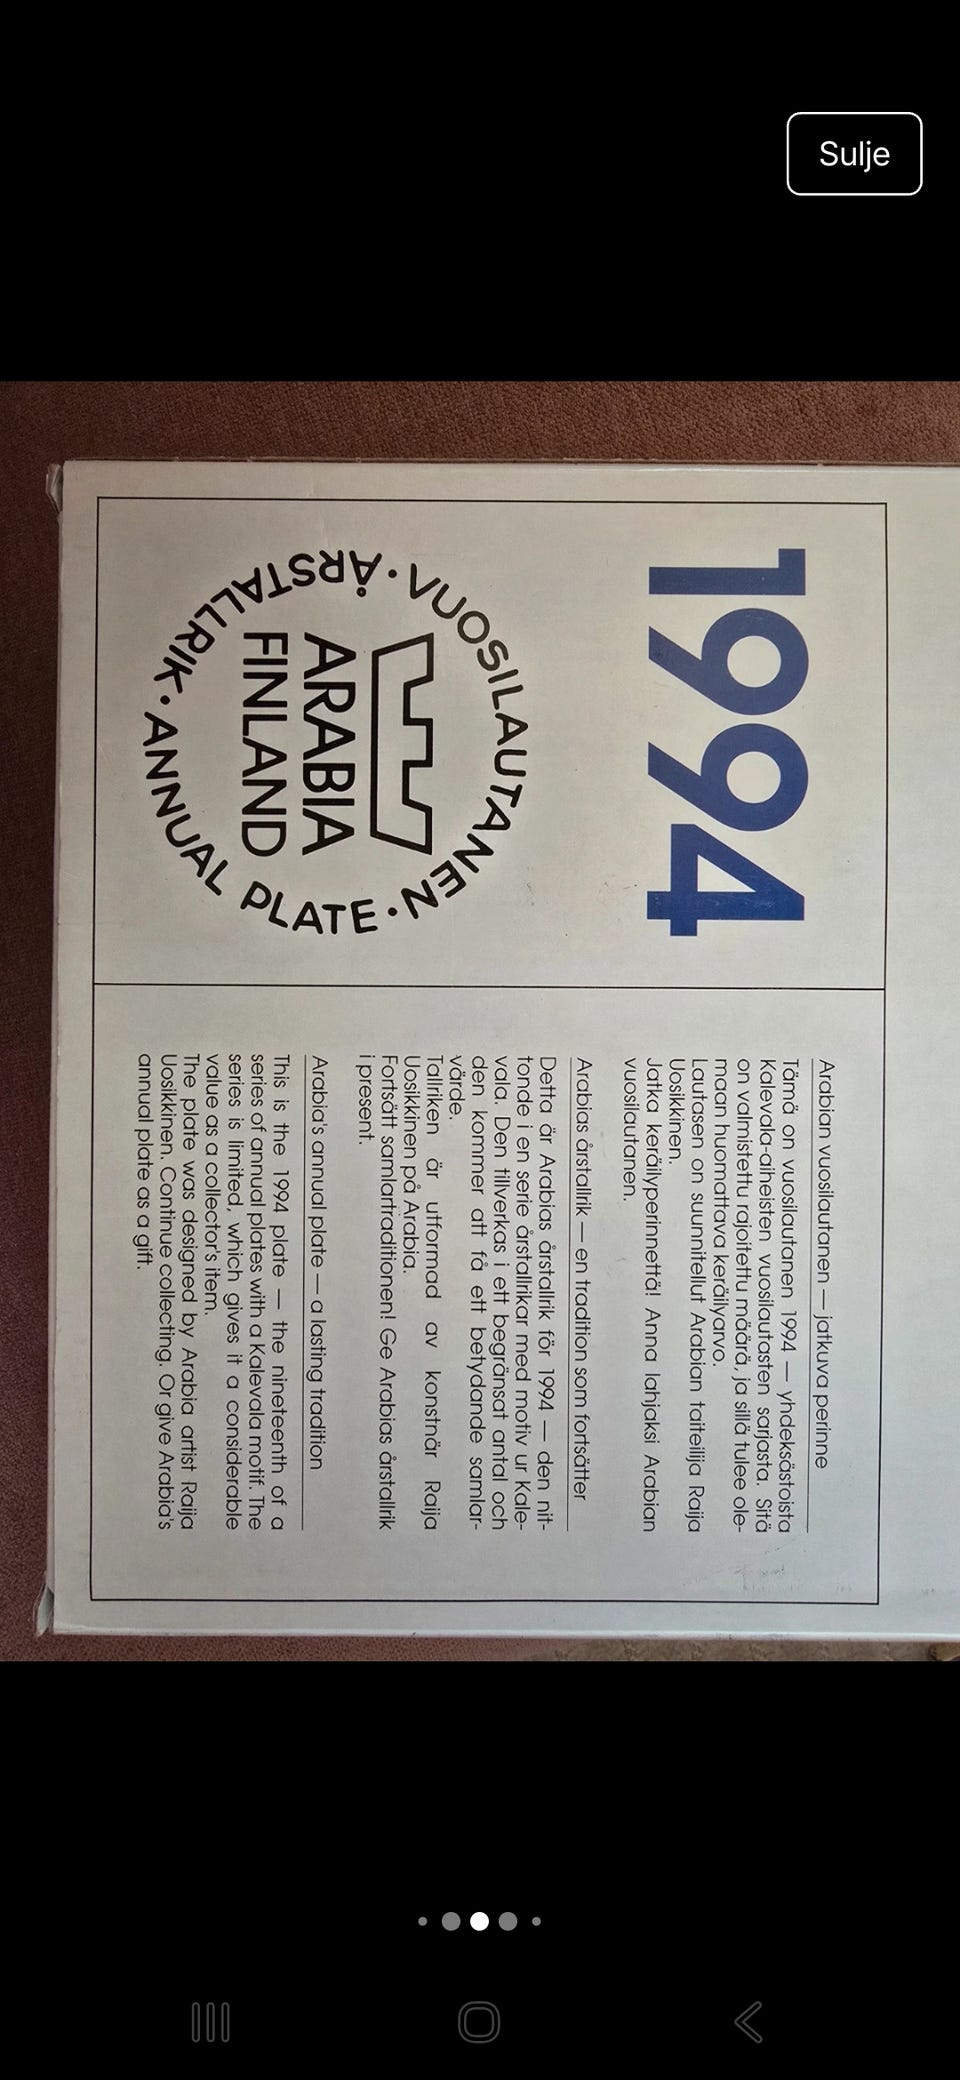 Sulje
1994
VUOSILAUTANEN · ANNUAL PLATE · ÅRSTALLRIK ·
ARABIA
FINLAND
Arabian vuosilautanen — jatkuva perinne
Tämä on vuosilautanen 1994 — yhdeksästoista
Kalevala-aiheisten vuosilautasten sarjasta. Sitä
on valmistettu rajoitettu määrä, ja sillä tulee ole-
maan huomattava keräilyarvo.
Lautasen on suunnitellut Arabian taiteilija Raija
Uosikkinen.
Jatka keräilyperinnettä! Anna lahjaksi Arabian
vuosilautanen.
Arabias årstallrik — en tradition som fortsätter
Detta är Arabias årstallrik för 1994 — den nit-
tonde i en serie årstallrikar med motiv ur Kale-
vala. Den tillverkas i ett begränsat antal och
den kommer att få ett betydande samlar-
värde.
Tallriken är utformad av konstnär Raija
Uosikkinen på Arabia.
Fortsätt samlartraditionen! Ge Arabias årstallrik
i present.
Arabia's annual plate — a lasting tradition
This is the 1994 plate — the nineteenth of a
series of annual plates with a Kalevala motif. The
series is limited, which gives it a considerable
value as a collector's item.
The plate was designed by Arabia artist Raija
Uosikkinen. Continue collecting. Or give Arabia's
annual plate as a gift.